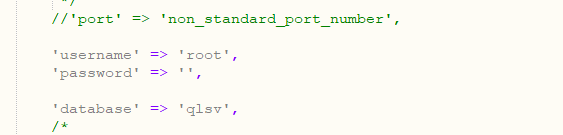 */
//'port' => 'non_standard_port_number',
'username' => 'root',
'password' => '',
'database' => 'qlsv',
/*